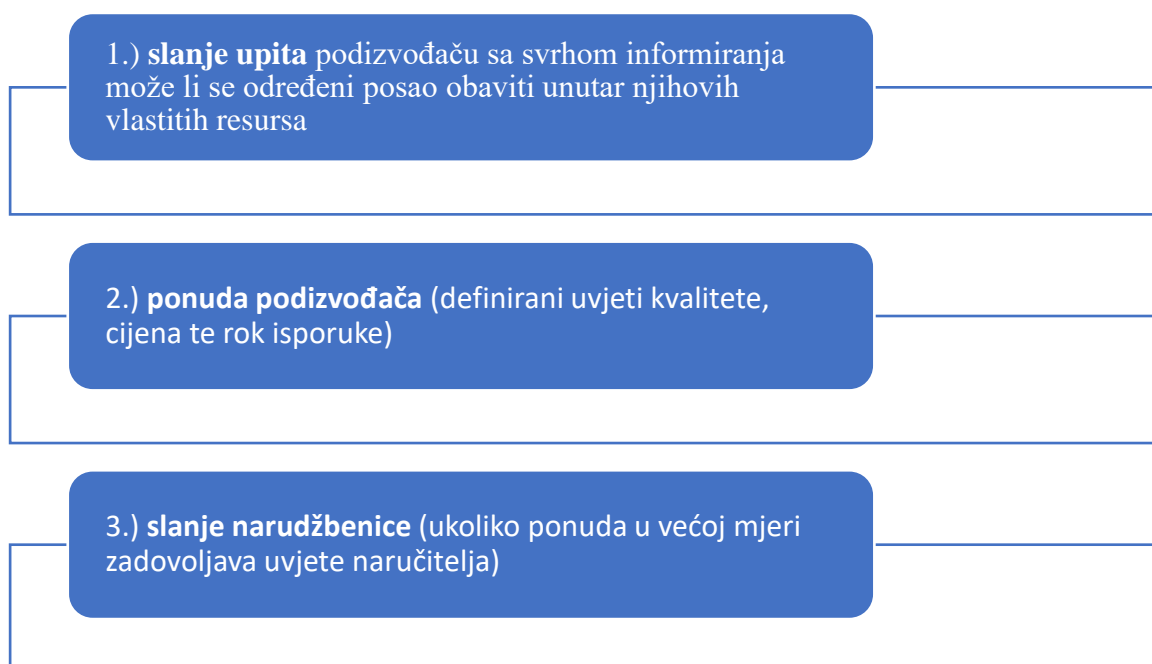 1.) slanje upita podizvođaču sa svrhom informiranja
može li se određeni posao obaviti unutar njihovih
vlastitih resursa
2.) ponuda podizvođača (definirani uvjeti kvalitete,
cijena te rok isporuke)
3.) slanje narudžbenice (ukoliko ponuda u većoj mjeri
zadovoljava uvjete naručitelja)